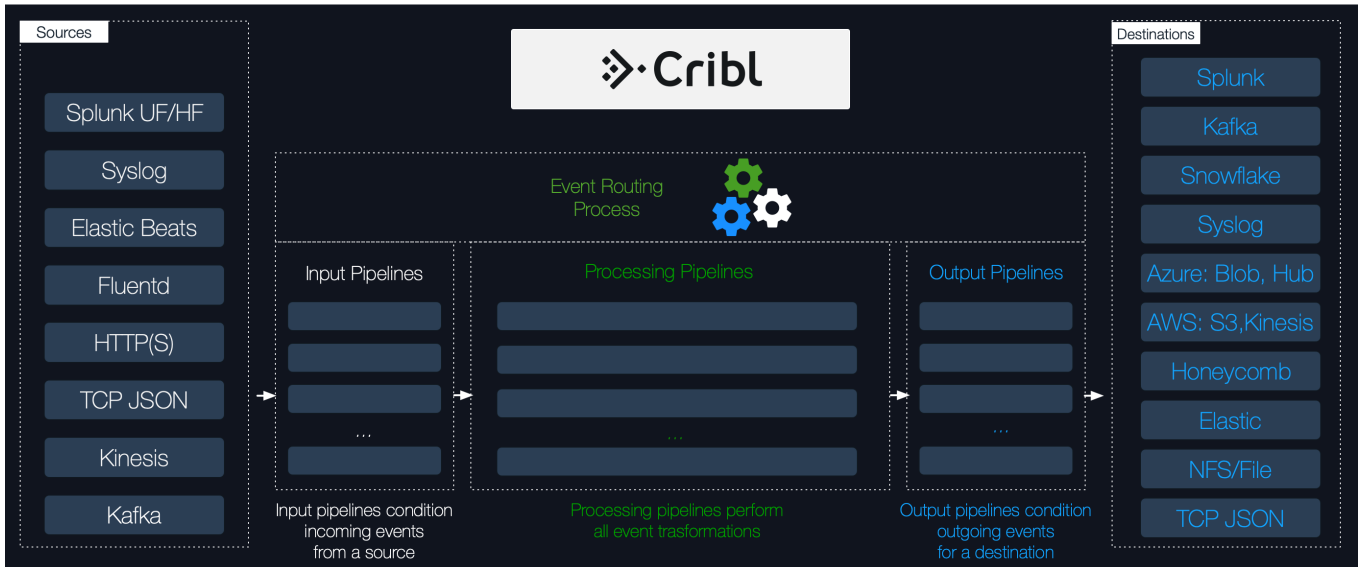 Sources
Splunk UF/HF
Syslog
Elastic Beats
Fluentd
HTTP(S)
TCP JSON
Kinesis
Kafka
Cribl
Event Routing
Process
Input Pipelines
...
Input pipelines condition
incoming events
from a source
Processing Pipelines
...
Processing pipelines perform
all event trasformations
Output Pipelines
...
Output pipelines condition
outgoing events
for a destination
Destinations
Splunk
Kafka
Snowflake
Syslog
Azure: Blob, Hub
AWS: S3,Kinesis
Honeycomb
Elastic
NFS/File
TCP JSON